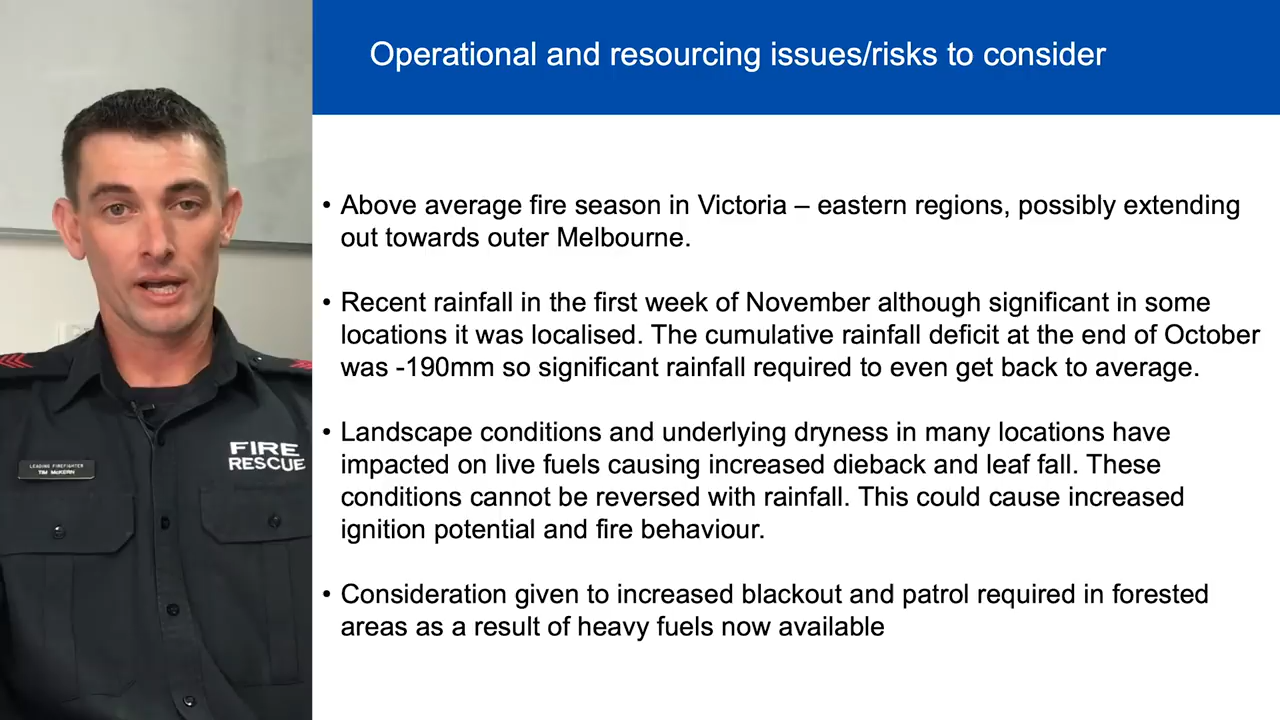 Operational and resourcing issues/risks to consider
• Above average fire season in Victoria – eastern regions, possibly extending
out towards outer Melbourne.
• Recent rainfall in the first week of November although significant in some
locations it was localised. The cumulative rainfall deficit at the end of October
was -190mm so significant rainfall required to even get back to average.
• Landscape conditions and underlying dryness in many locations have
impacted on live fuels causing increased dieback and leaf fall. These
conditions cannot be reversed with rainfall. This could cause increased
ignition potential and fire behaviour.
• Consideration given to increased blackout and patrol required in forested
areas as a result of heavy fuels now available
FIRE
RESCUE
LEADING FIREFIGHTER
TIM McKERN